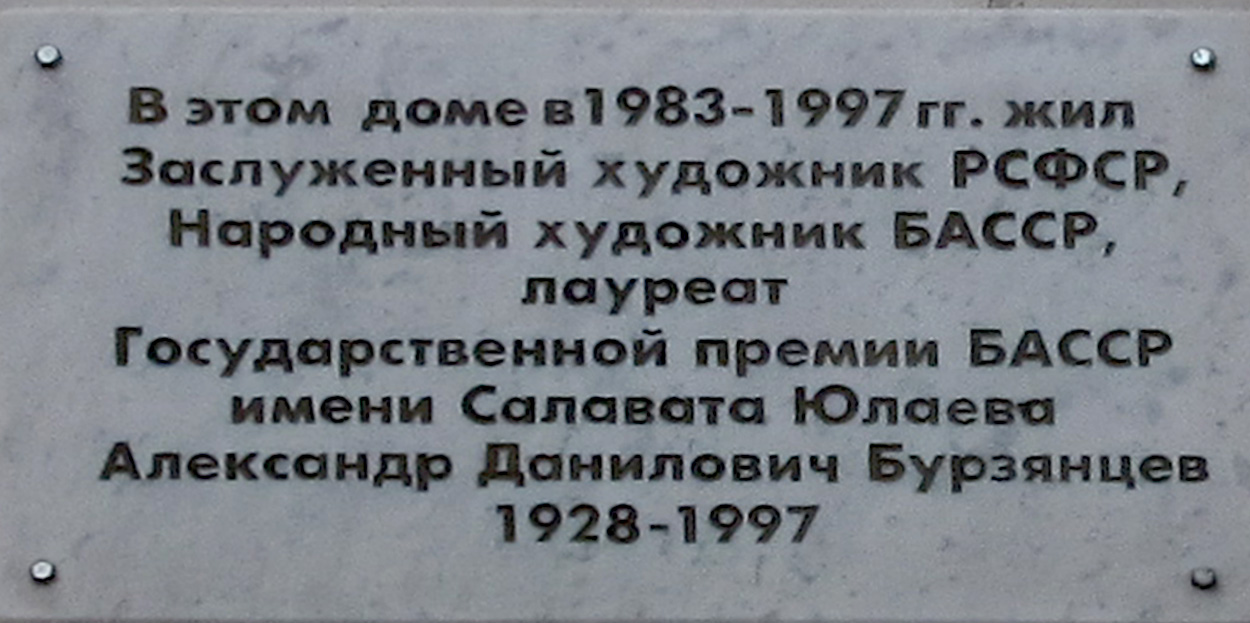 В этом доме в 1983-1997 гг. жил
Заслуженный художник РСФСР,
Народный художник БАССР,
лауреат
Государственной премии БАССР
имени Салавата Юлаева
Александр Данилович Бурзянцев
1928-1997